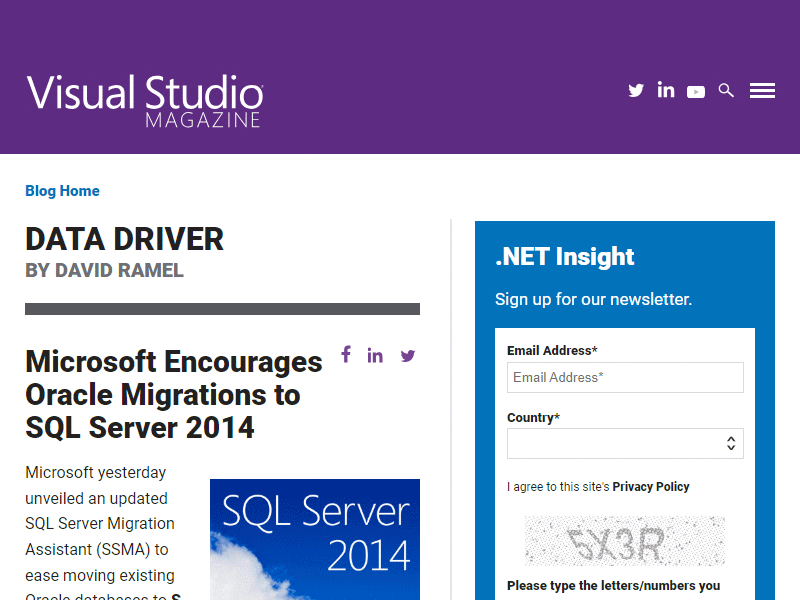 Visual Studio
MAGAZINE
Blog Home
DATA DRIVER
BY DAVID RAMEL
Microsoft Encourages
Oracle Migrations to
SQL Server 2014
Microsoft yesterday
unveiled an updated
SQL Server Migration
Assistant (SSMA) to
ease moving existing
Oracle databases to S
SQL Server
2014
.NET Insight
Sign up for our newsletter.
Email Address*
Email Address*
Country*
I agree to this site's Privacy Policy
5X3R
Please type the letters/numbers you